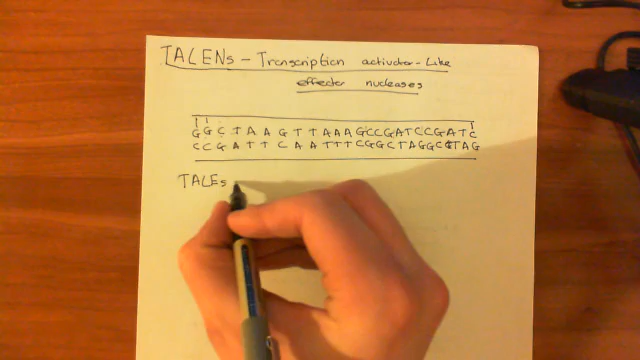 TALENs – Transcription activator-Like
effector nucleases
GGCTAAGTTAAAGCCGATCCGATC
CCGATTCAATTTCGGCTAGGCTAG
TALEs